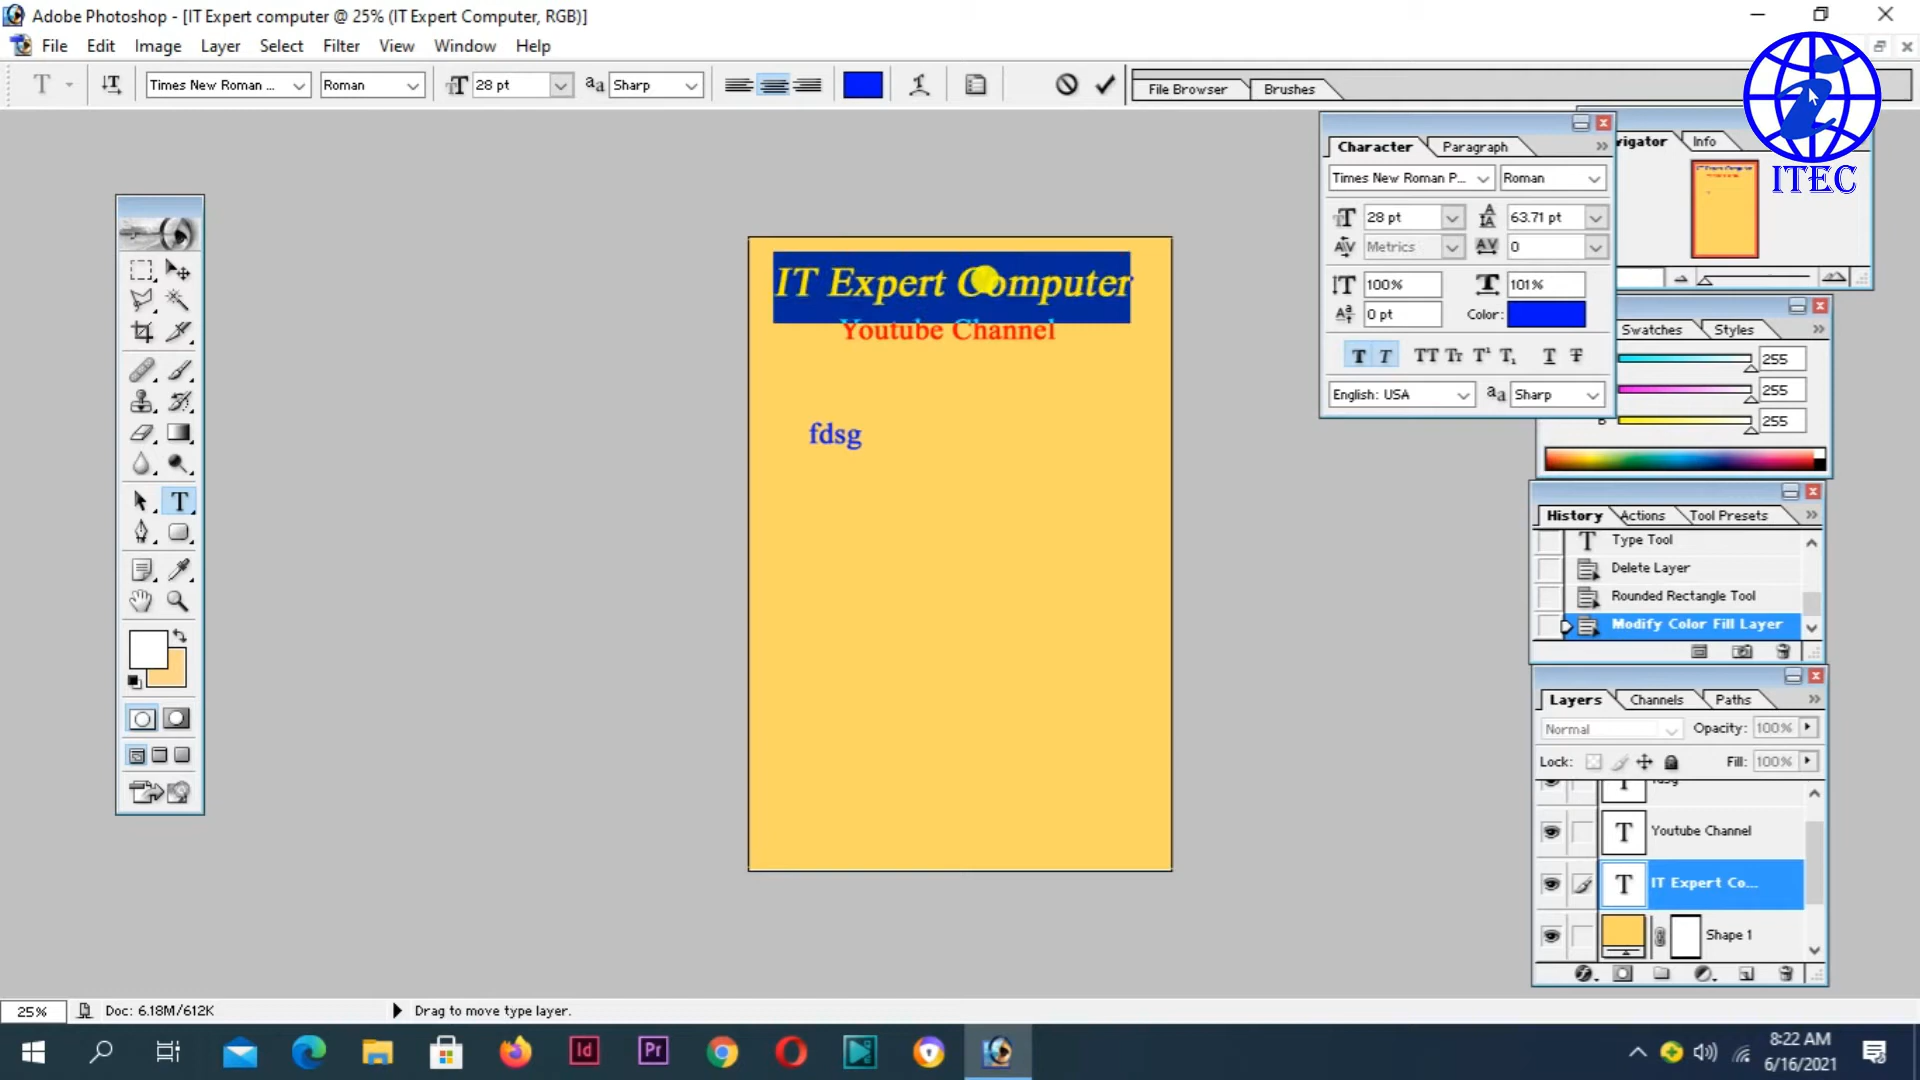 Adobe Photoshop - [IT Expert computer @ 25% (IT Expert Computer, RGB)]
File Edit Image Layer Select Filter View Window Help
T Times New Roman ... Roman 28 pt aa Sharp File Browser Brushes
ITEC
Character Paragraph
Times New Roman P... Roman
28 pt 63.71 pt
Metrics 0
100% 101%
0 pt Color:
English: USA aa Sharp
vigator Info
Swatches Styles
255
255
255
IT Expert Computer
Youtube Channel
fdsg
History Actions Tool Presets
Type Tool
Delete Layer
Rounded Rectangle Tool
Modify Color Fill Layer
Layers Channels Paths
Normal Opacity: 100%
Lock: Fill: 100%
Youtube Channel
IT Expert Co...
Shape 1
25% Doc: 6.18M/612K Drag to move type layer.
Id Pr
8:22 AM
6/16/2021